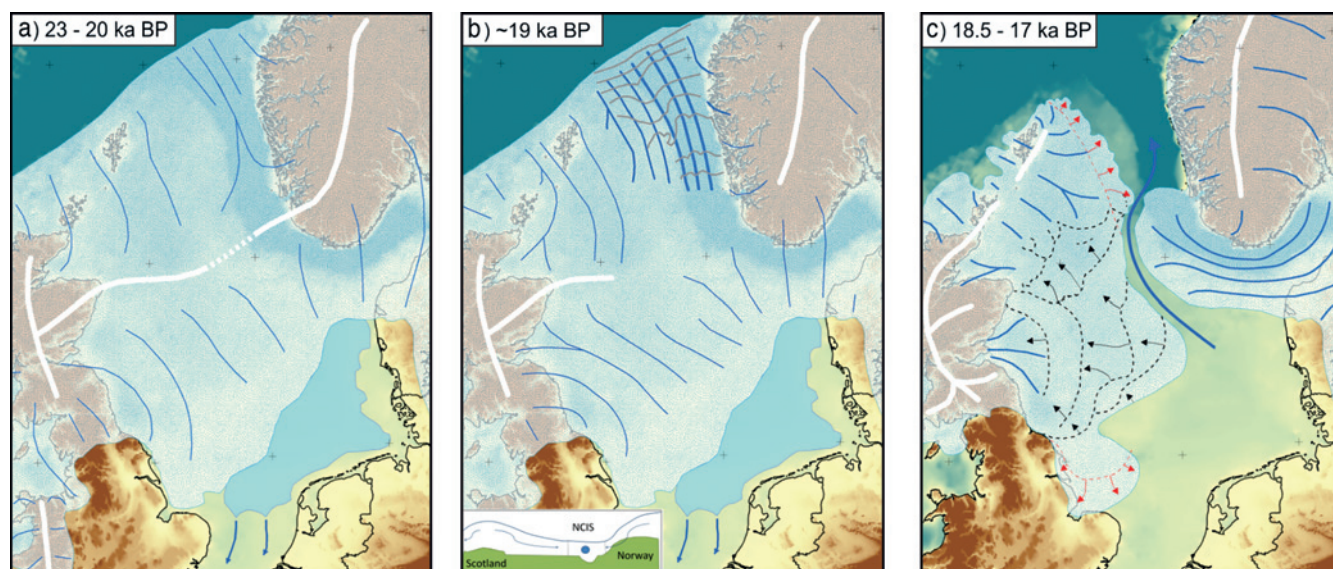 a) 23 - 20 ka BP
b) ~19 ka BP
c) 18.5 - 17 ka BP
NCIS
Scotland
Norway